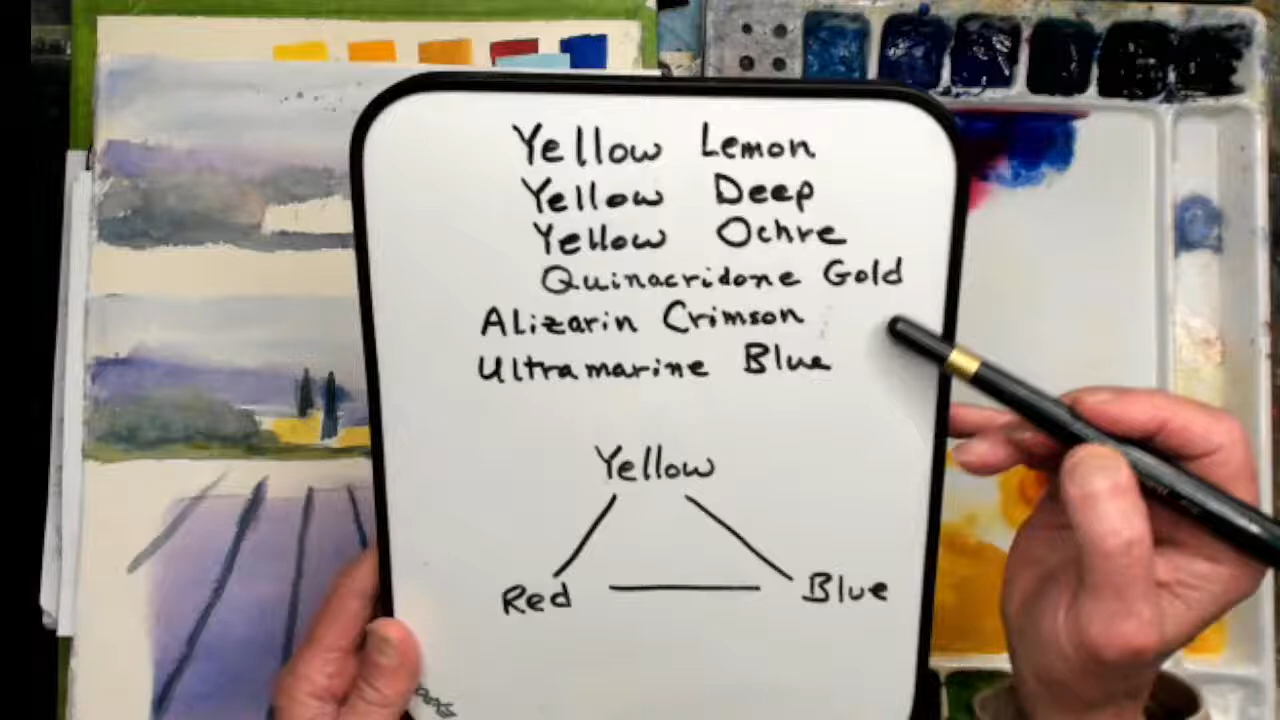 Yellow Lemon
Yellow Deep
Yellow Ochre
Quinacridone Gold
Alizarin Crimson
Ultramarine Blue
Yellow
Red Blue